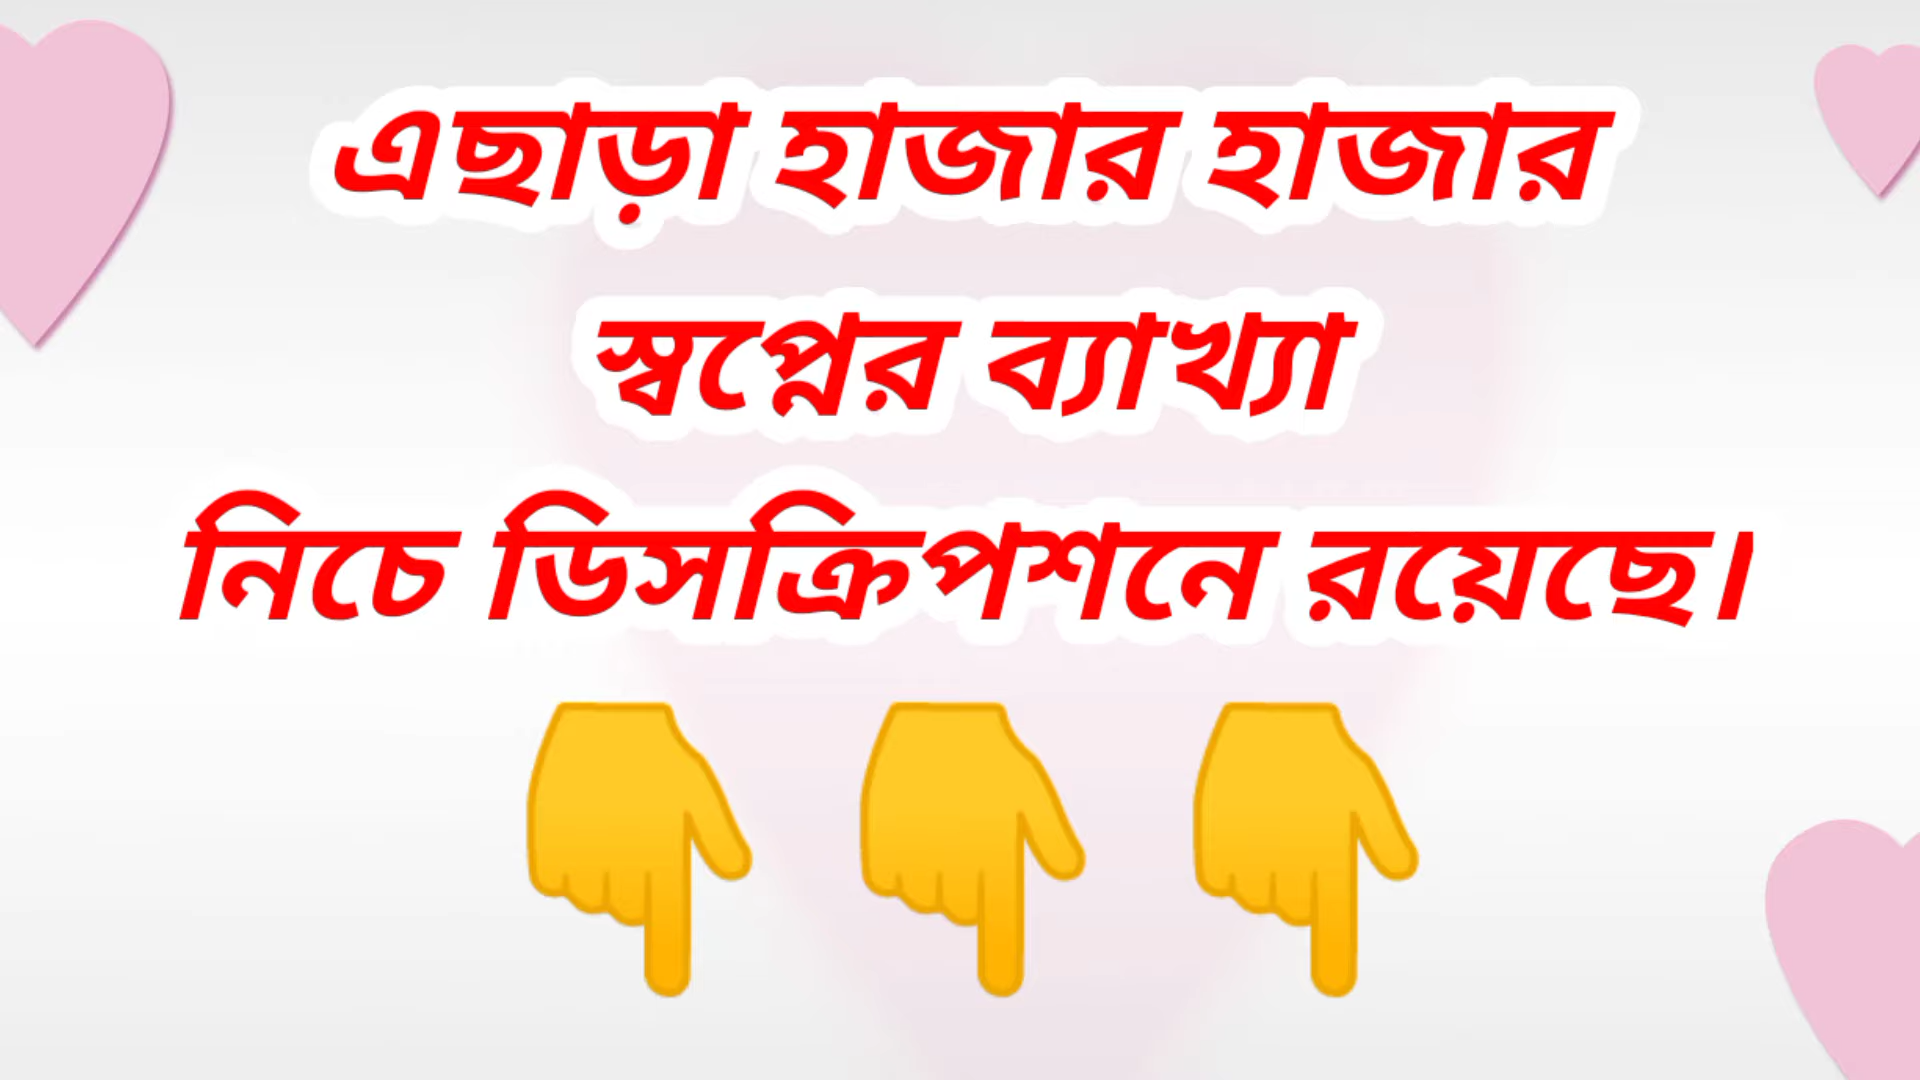 এছাড়া হাজার হাজার
স্বপ্নের ব্যাখ্যা
নিচে ডিসক্রিপশনে রয়েছে।